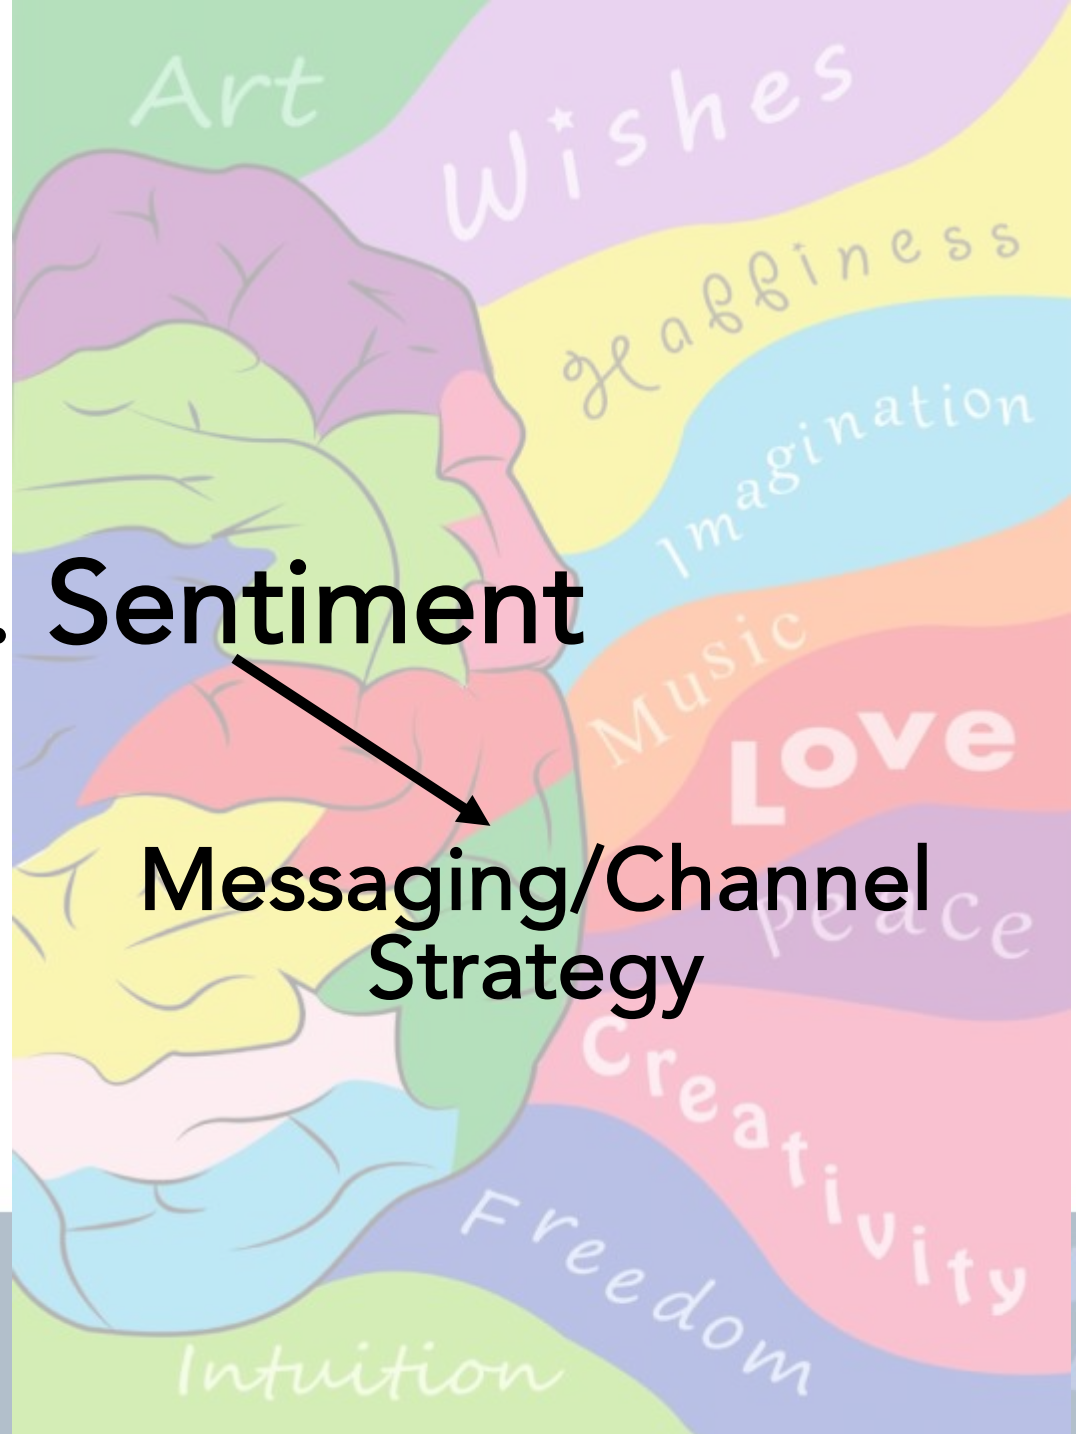 Art
Wishes
Happiness
Imagination
. Sentiment
Music
Love
Messaging/Channel
Peace
Strategy
Creativity
Freedom
Intuition